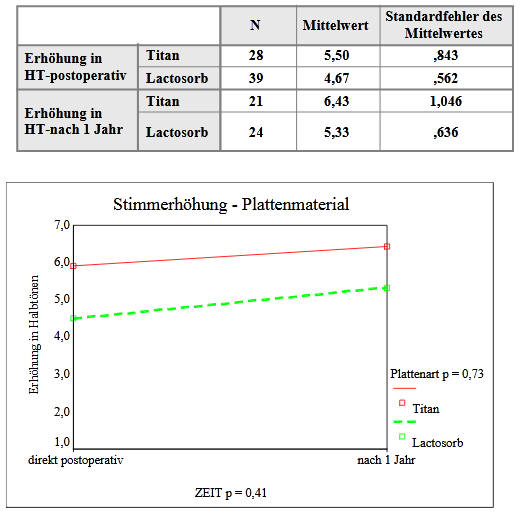 N Mittelwert Standardfehler des Mittelwertes
Erhöhung in HT-postoperativ Titan 28 5,50 ,843
Lactosorb 39 4,67 ,562
Erhöhung in HT-nach 1 Jahr Titan 21 6,43 1,046
Lactosorb 24 5,33 ,636
Stimmerhöhung - Plattenmaterial
Erhöhung in Halbtönen
7,0
6,0
5,0
4,0
3,0
2,0
1,0
Plattenart p = 0,73
Titan
Lactosorb
direkt postoperativ nach 1 Jahr
ZEIT p = 0,41